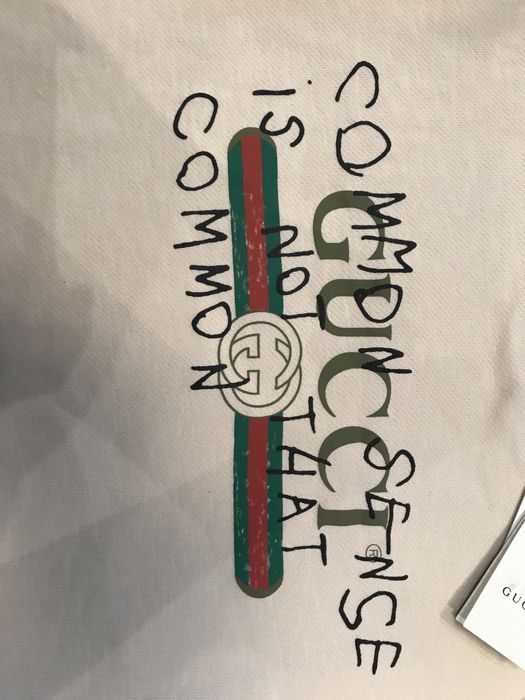 COMMON SENSE
GUCCI®
IS NOT THAT
COMMON